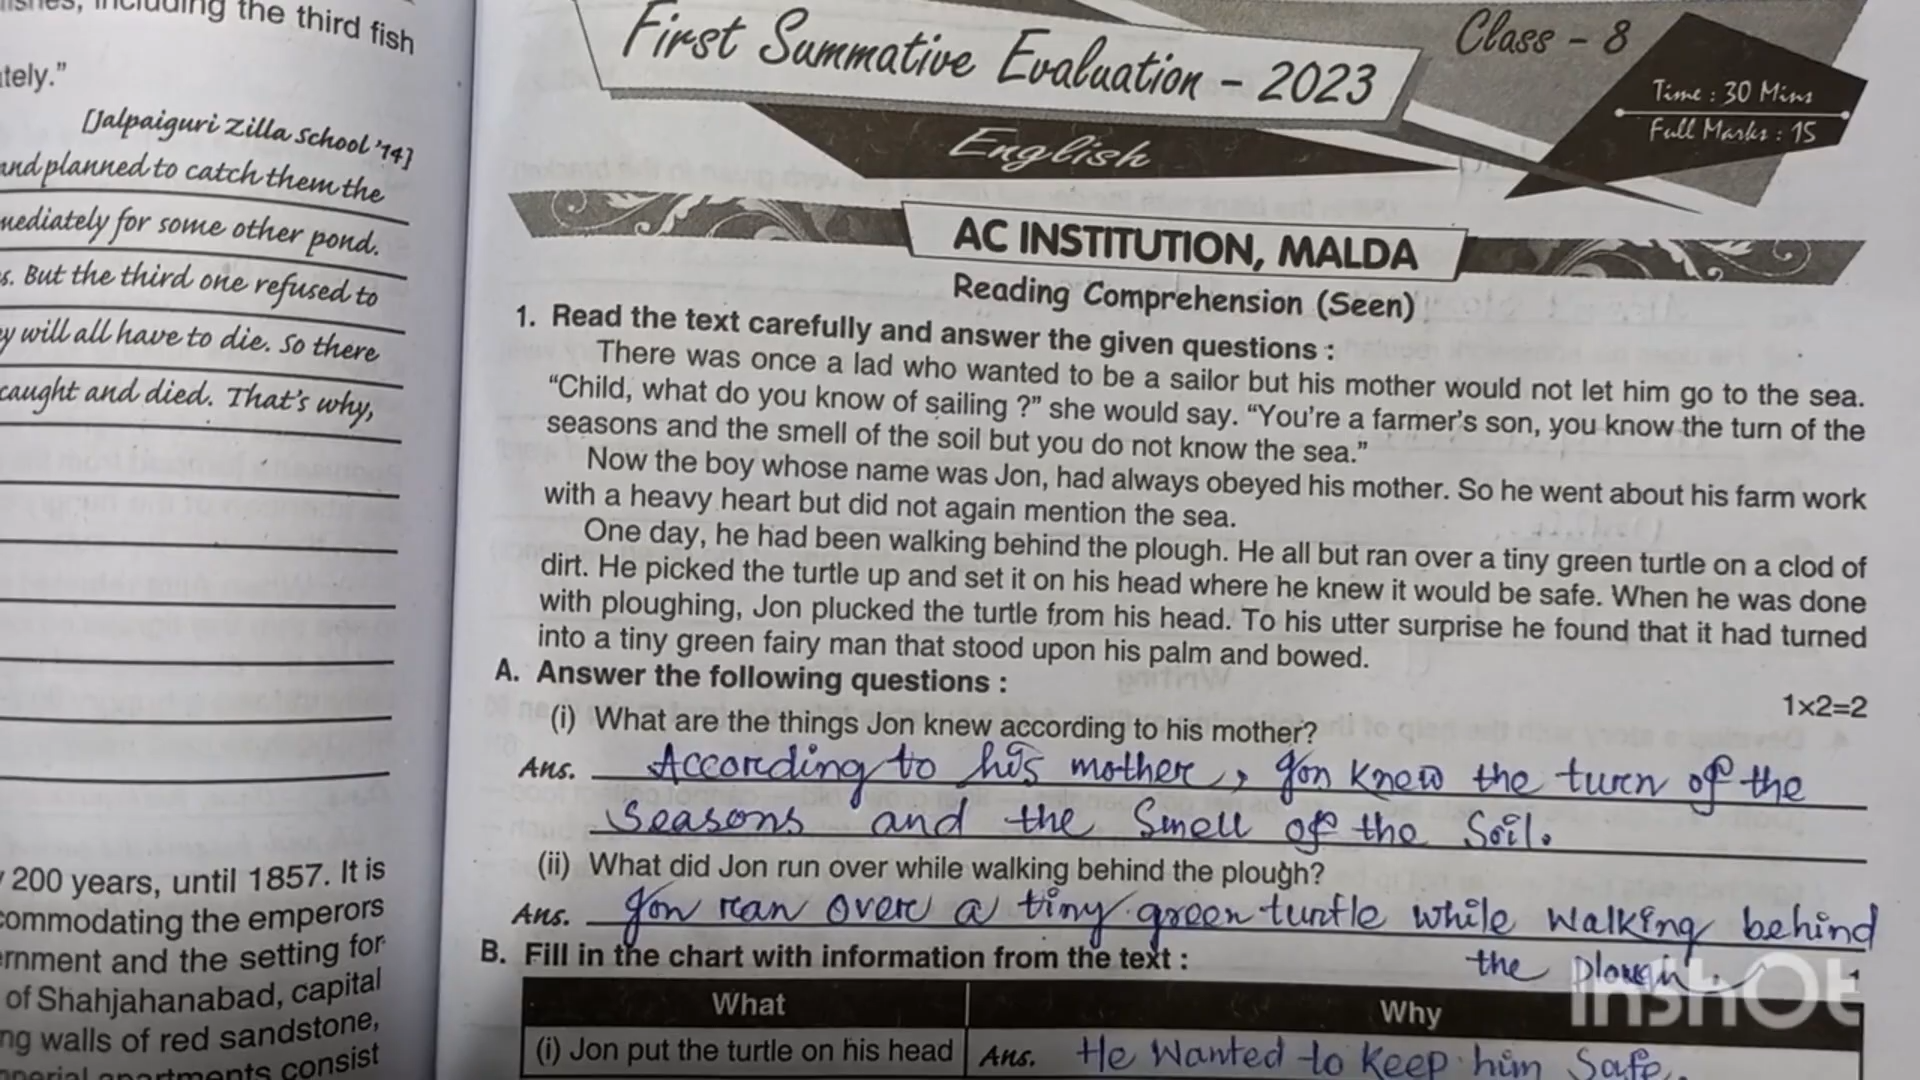 including the third fish
tely.”
[Jalpaiguri Zilla School '14]
and planned to catch them the
mediately for some other pond.
s. But the third one refused to
y will all have to die. So there
caught and died. That's why,
200 years, until 1857. It is
commodating the emperors
ernment and the setting for
of Shahjahanabad, capital
ng walls of red sandstone,
perial apartments consist
First Summative Evaluation - 2023
Class - 8
Time : 30 Mins
Full Marks : 15
English
AC INSTITUTION, MALDA
Reading Comprehension (Seen)
1. Read the text carefully and answer the given questions :
There was once a lad who wanted to be a sailor but his mother would not let him go to the sea.
“Child, what do you know of sailing ?” she would say. “You're a farmer's son, you know the turn of the
seasons and the smell of the soil but you do not know the sea.”
Now the boy whose name was Jon, had always obeyed his mother. So he went about his farm work
with a heavy heart but did not again mention the sea.
One day, he had been walking behind the plough. He all but ran over a tiny green turtle on a clod of
dirt. He picked the turtle up and set it on his head where he knew it would be safe. When he was done
with ploughing, Jon plucked the turtle from his head. To his utter surprise he found that it had turned
into a tiny green fairy man that stood upon his palm and bowed.
A. Answer the following questions :
1×2=2
(i) What are the things Jon knew according to his mother?
Ans. According to his mother, Jon knew the turn of the
seasons and the smell of the soil.
(ii) What did Jon run over while walking behind the plough?
Ans. Jon ran over a tiny green turtle while walking behind
the plough.
B. Fill in the chart with information from the text :
1
What
Why
(i) Jon put the turtle on his head
Ans. He wanted to keep him safe.
InShOt